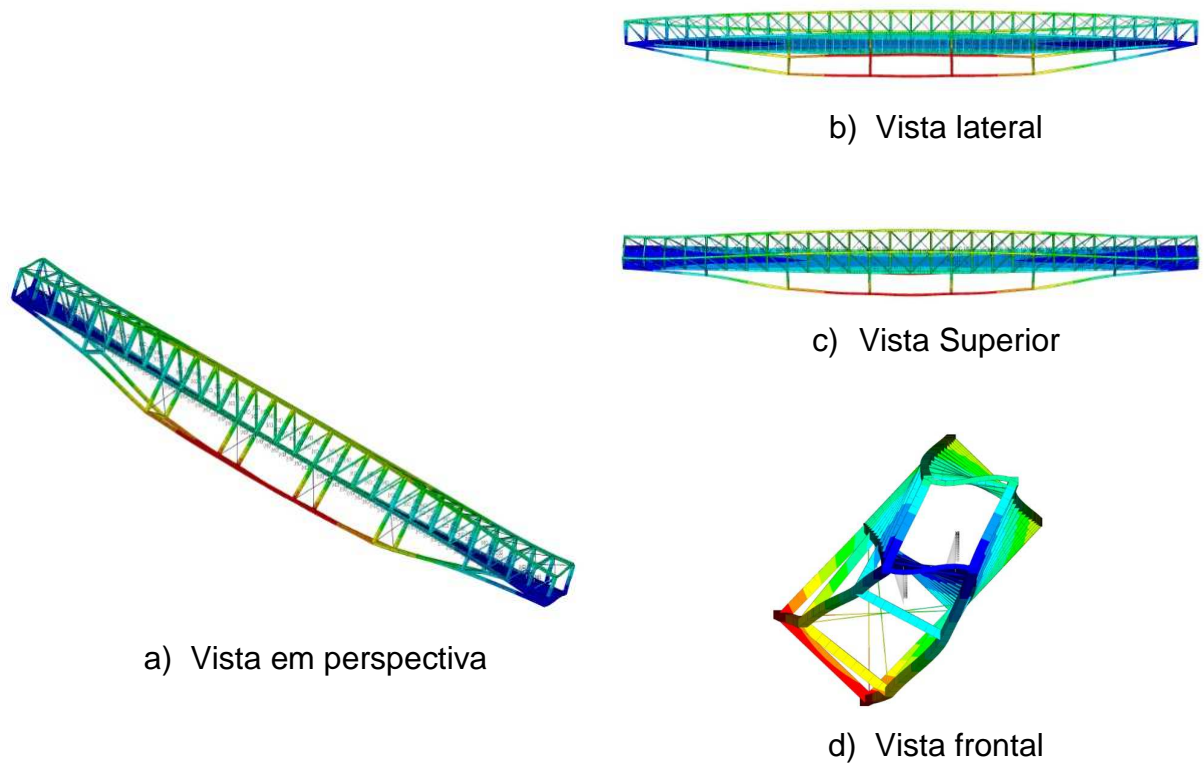 b) Vista lateral
c) Vista Superior
a) Vista em perspectiva
d) Vista frontal